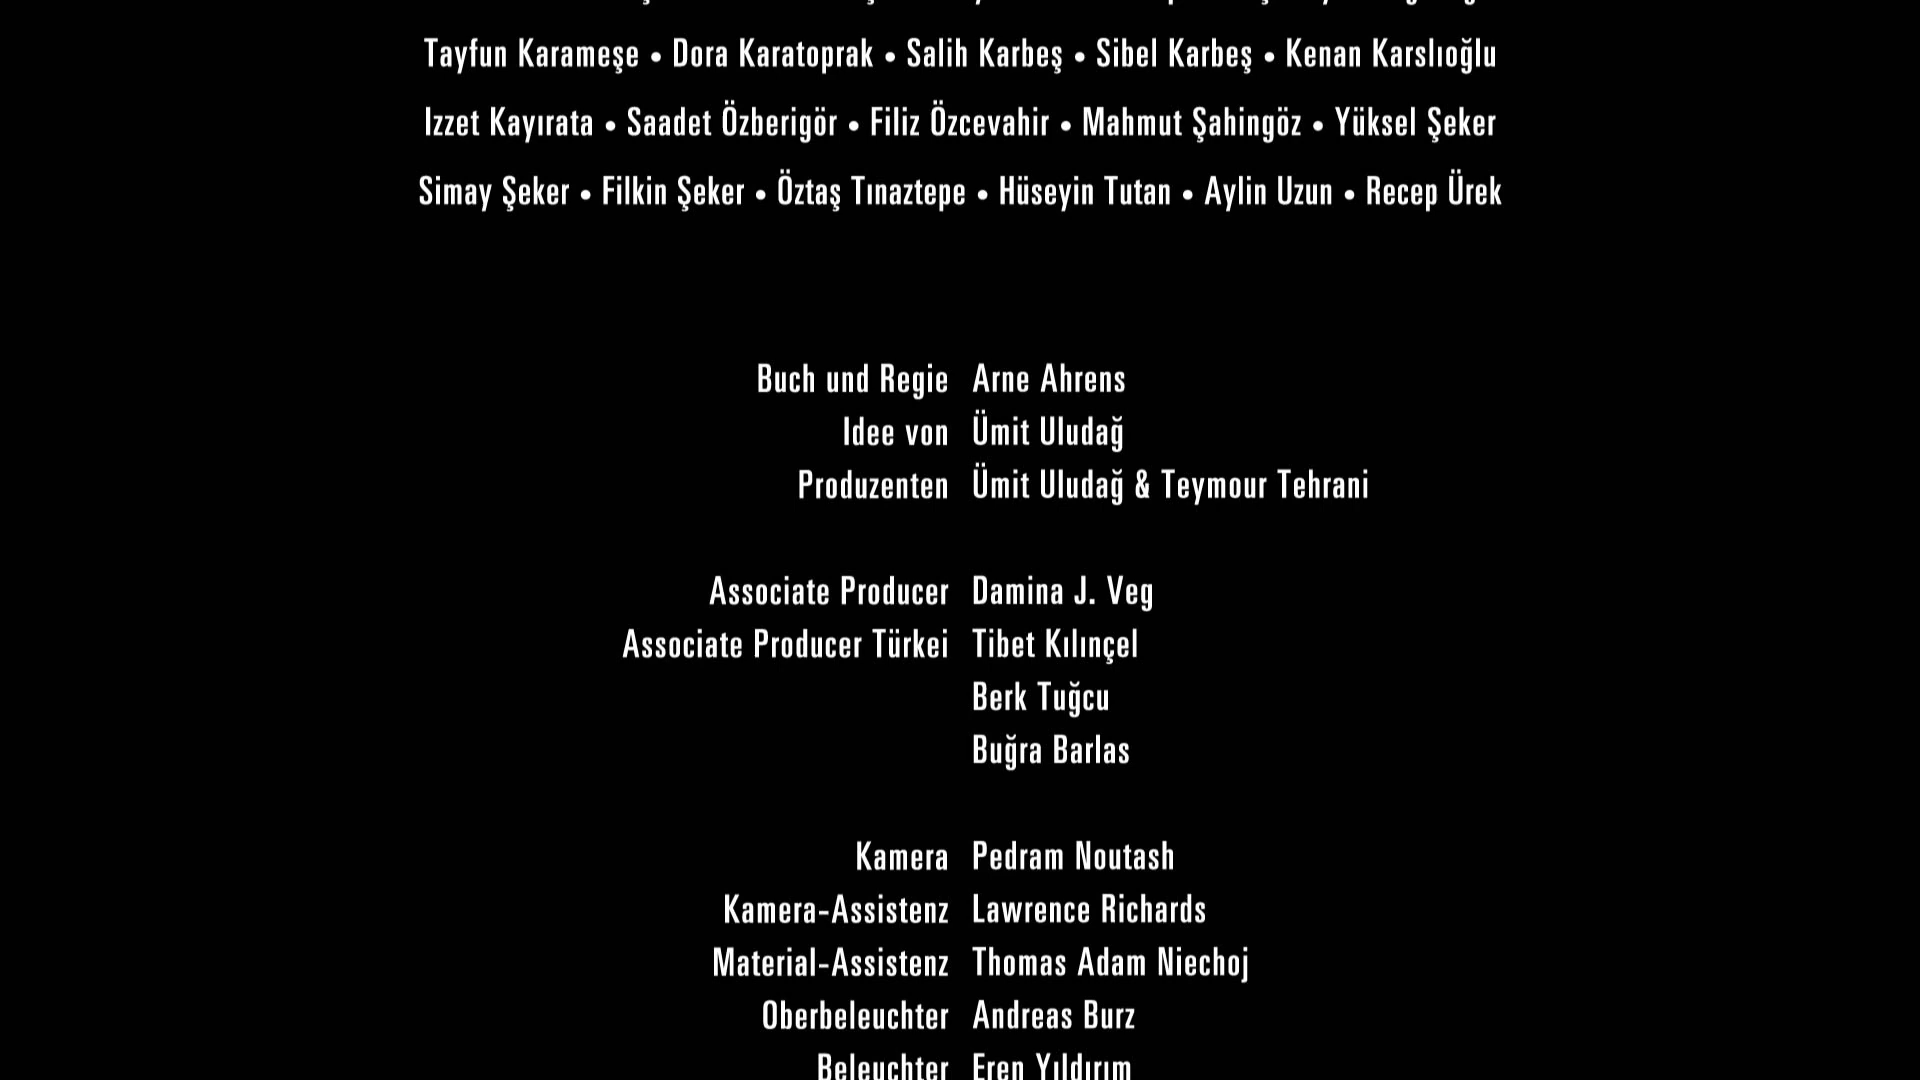 Tayfun Karameşe • Dora Karatoprak • Salih Karbeş • Sibel Karbeş • Kenan Karslıoğlu
Izzet Kayırata • Saadet Özberigör • Filiz Özcevahir • Mahmut Şahingöz • Yüksel Şeker
Simay Şeker • Filkin Şeker • Öztaş Tınaztepe • Hüseyin Tutan • Aylin Uzun • Recep Ürek
Buch und Regie Arne Ahrens
Idee von Ümit Uludağ
Produzenten Ümit Uludağ & Teymour Tehrani
Associate Producer Damina J. Veg
Associate Producer Türkei Tibet Kılınçel
Berk Tuğcu
Buğra Barlas
Kamera Pedram Noutash
Kamera-Assistenz Lawrence Richards
Material-Assistenz Thomas Adam Niechoj
Oberbeleuchter Andreas Burz
Beleuchter Eren Yıldırım